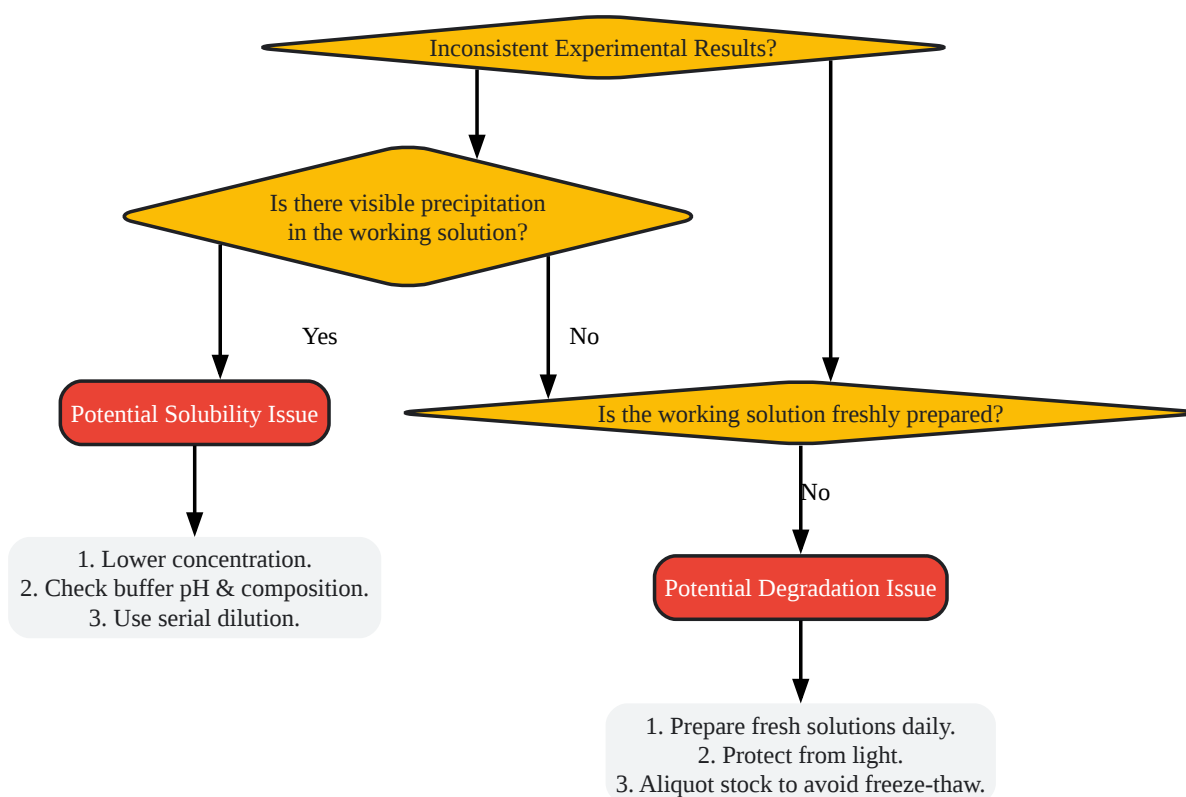 Inconsistent Experimental Results?
Is there visible precipitation
in the working solution?
Yes
No
Potential Solubility Issue
Is the working solution freshly prepared?
No
1. Lower concentration.
2. Check buffer pH & composition.
3. Use serial dilution.
Potential Degradation Issue
1. Prepare fresh solutions daily.
2. Protect from light.
3. Aliquot stock to avoid freeze-thaw.